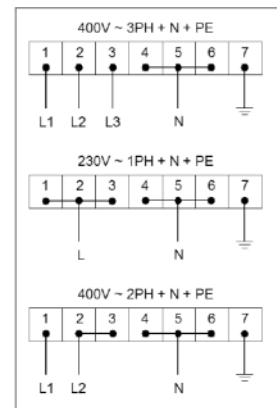 400V ~ 3PH + N + PE
1 2 3 4 5 6 7
L1 L2 L3 N
230V ~ 1PH + N + PE
1 2 3 4 5 6 7
L N
400V ~ 2PH + N + PE
1 2 3 4 5 6 7
L1 L2 N